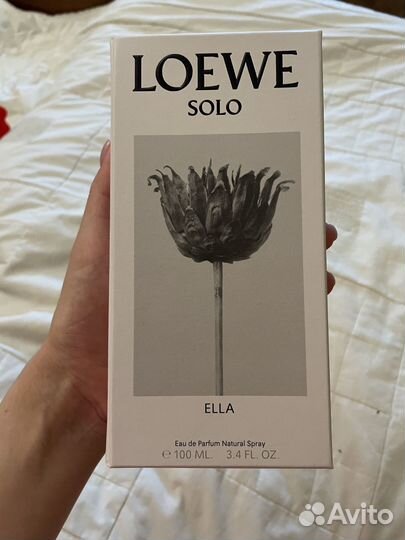 LOEWE
SOLO
ELLA
Eau de Parfum Natural Spray
℮ 100 ML. 3.4 FL. OZ.
Avito